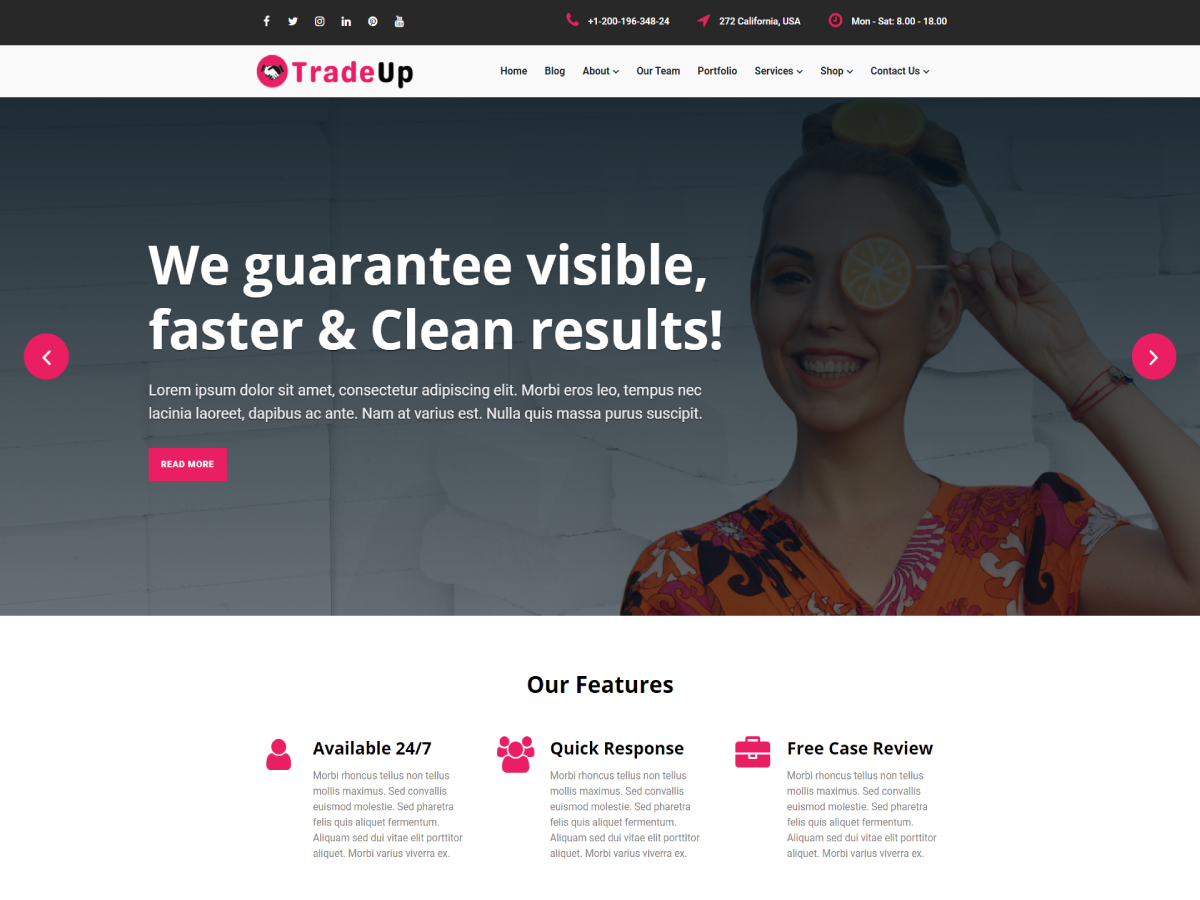 +1-200-196-348-24 272 California, USA Mon - Sat: 8.00 - 18.00
TradeUp
Home Blog About Our Team Portfolio Services Shop Contact Us
We guarantee visible,
faster & Clean results!
Lorem ipsum dolor sit amet, consectetur adipiscing elit. Morbi eros leo, tempus nec
lacinia laoreet, dapibus ac ante. Nam at varius est. Nulla quis massa purus suscipit.
READ MORE
Our Features
Available 24/7
Morbi rhoncus tellus non tellus
mollis maximus. Sed convallis
euismod molestie. Sed pharetra
felis quis aliquet fermentum.
Aliquam sed dui vitae elit porttitor
aliquet. Morbi varius viverra ex.
Quick Response
Morbi rhoncus tellus non tellus
mollis maximus. Sed convallis
euismod molestie. Sed pharetra
felis quis aliquet fermentum.
Aliquam sed dui vitae elit porttitor
aliquet. Morbi varius viverra ex.
Free Case Review
Morbi rhoncus tellus non tellus
mollis maximus. Sed convallis
euismod molestie. Sed pharetra
felis quis aliquet fermentum.
Aliquam sed dui vitae elit porttitor
aliquet. Morbi varius viverra ex.